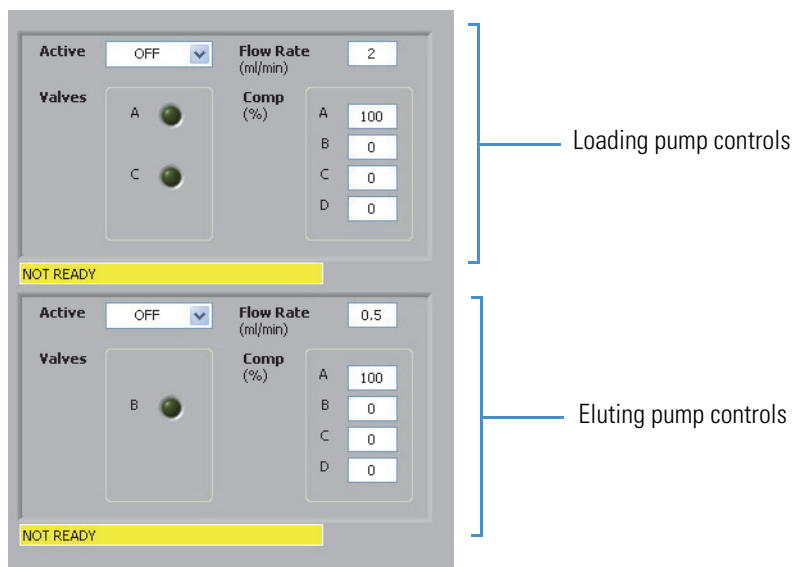 Active OFF Flow Rate 2
(ml/min)
Valves Comp
(%)
A A 100
B 0
C C 0
D 0
NOT READY
Loading pump controls
Active OFF Flow Rate 0.5
(ml/min)
Valves Comp
(%)
A 100
B B 0
C 0
D 0
NOT READY
Eluting pump controls